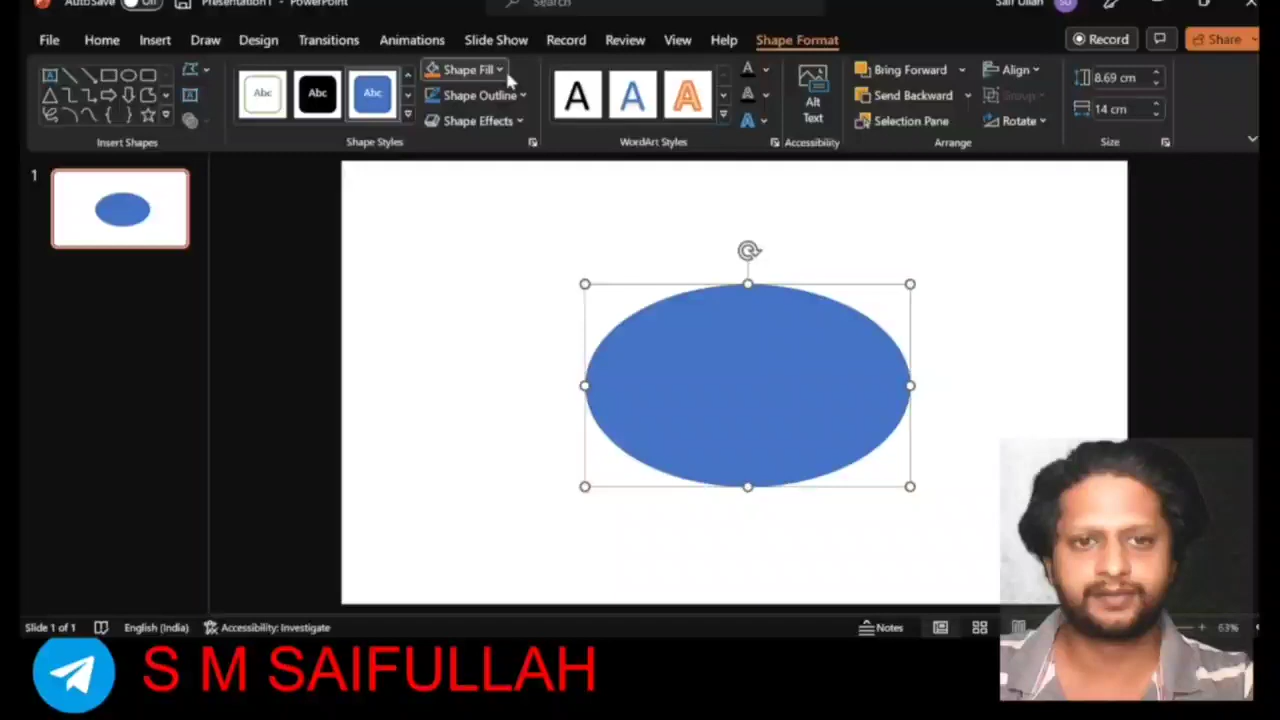 AutoSave Off Presentation1 - PowerPoint Search Saif Ullah SU
File Home Insert Draw Design Transitions Animations Slide Show Record Review View Help Shape Format Record Share
Abc Abc Abc
Shape Fill
Shape Outline
Shape Effects
A A A
A
A
A
Alt
Text
Bring Forward
Send Backward
Selection Pane
Align
Group
Rotate
8.69 cm
14 cm
Insert Shapes Shape Styles WordArt Styles Accessibility Arrange Size
1
Slide 1 of 1 English (India) Accessibility: Investigate Notes 63%
S M SAIFULLAH